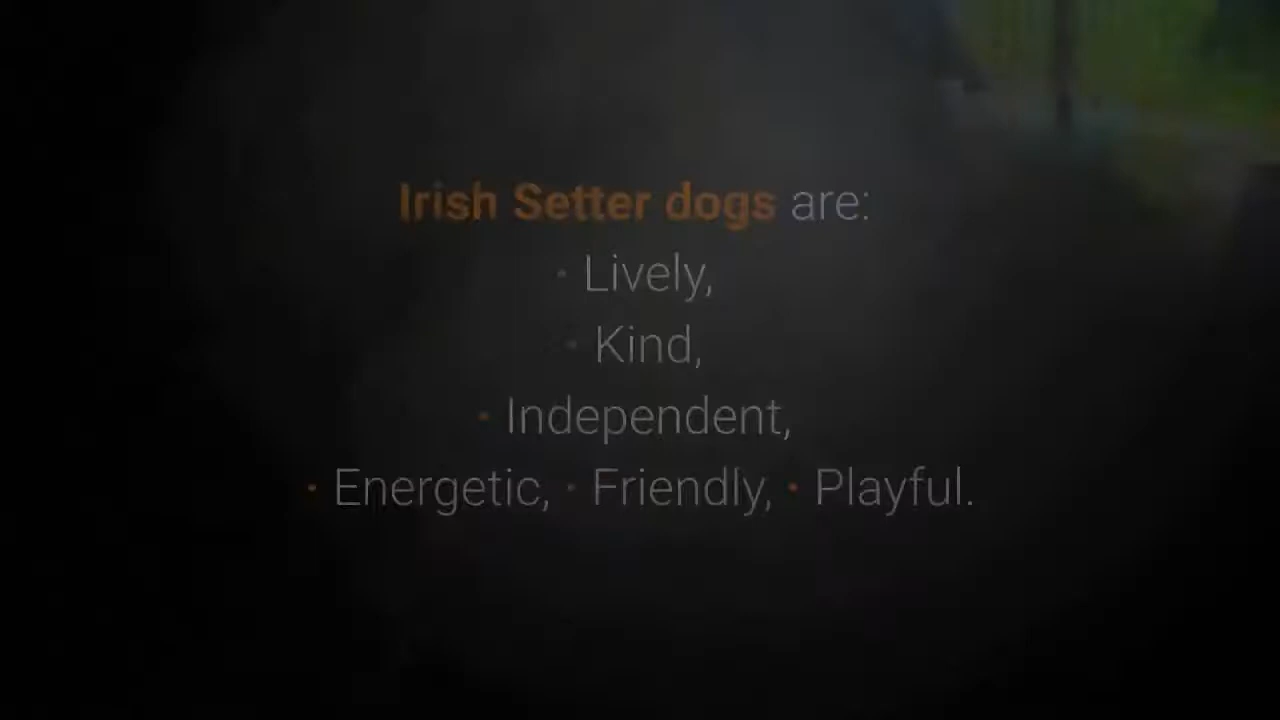 Irish Setter dogs are:
· Lively,
· Kind,
· Independent,
· Energetic, · Friendly, · Playful.